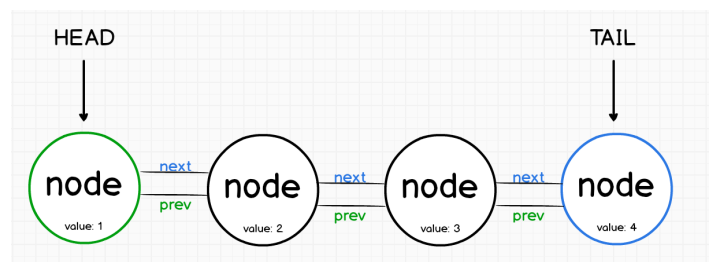 HEAD
TAIL
node
value: 1
next
prev
node
value: 2
next
prev
node
value: 3
next
prev
node
value: 4